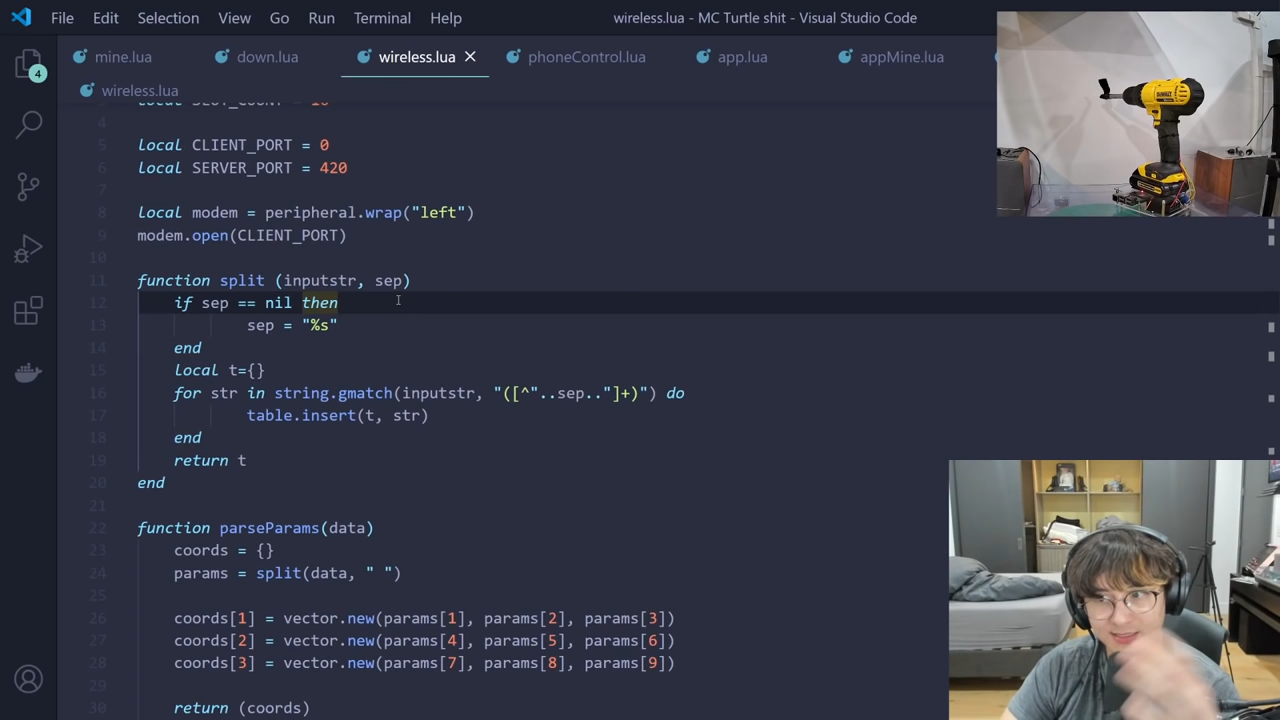 File Edit Selection View Go Run Terminal Help wireless.lua - MC Turtle shit - Visual Studio Code
4
mine.lua down.lua wireless.lua phoneControl.lua app.lua appMine.lua
wireless.lua
local SLOT_COUNT = 16
4
5 local CLIENT_PORT = 0
6 local SERVER_PORT = 420
7
8 local modem = peripheral.wrap("left")
9 modem.open(CLIENT_PORT)
10
11 function split (inputstr, sep)
12 if sep == nil then
13 sep = "%s"
14 end
15 local t={}
16 for str in string.gmatch(inputstr, "([^"..sep.."]+)") do
17 table.insert(t, str)
18 end
19 return t
20 end
21
22 function parseParams(data)
23 coords = {}
24 params = split(data, " ")
25
26 coords[1] = vector.new(params[1], params[2], params[3])
27 coords[2] = vector.new(params[4], params[5], params[6])
28 coords[3] = vector.new(params[7], params[8], params[9])
29
30 return (coords)
DEWALT